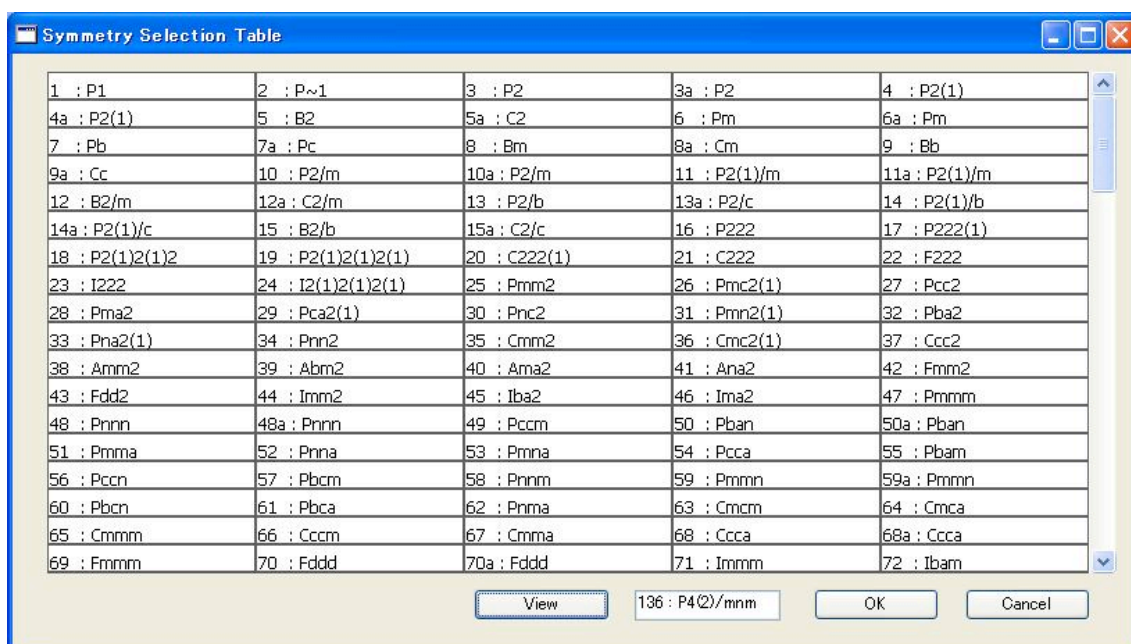 Symmetry Selection Table
1 : P1 2 : P~1 3 : P2 3a : P2 4 : P2(1)
4a : P2(1) 5 : B2 5a : C2 6 : Pm 6a : Pm
7 : Pb 7a : Pc 8 : Bm 8a : Cm 9 : Bb
9a : Cc 10 : P2/m 10a : P2/m 11 : P2(1)/m 11a : P2(1)/m
12 : B2/m 12a : C2/m 13 : P2/b 13a : P2/c 14 : P2(1)/b
14a : P2(1)/c 15 : B2/b 15a : C2/c 16 : P222 17 : P222(1)
18 : P2(1)2(1)2 19 : P2(1)2(1)2(1) 20 : C222(1) 21 : C222 22 : F222
23 : I222 24 : I2(1)2(1)2(1) 25 : Pmm2 26 : Pmc2(1) 27 : Pcc2
28 : Pma2 29 : Pca2(1) 30 : Pnc2 31 : Pmn2(1) 32 : Pba2
33 : Pna2(1) 34 : Pnn2 35 : Cmm2 36 : Cmc2(1) 37 : Ccc2
38 : Amm2 39 : Abm2 40 : Ama2 41 : Ana2 42 : Fmm2
43 : Fdd2 44 : Imm2 45 : Iba2 46 : Ima2 47 : Pmmm
48 : Pnnn 48a : Pnnn 49 : Pccm 50 : Pban 50a : Pban
51 : Pmma 52 : Pnna 53 : Pmna 54 : Pcca 55 : Pbam
56 : Pccn 57 : Pbcm 58 : Pnnm 59 : Pmmn 59a : Pmmn
60 : Pbcn 61 : Pbca 62 : Pnma 63 : Cmcm 64 : Cmca
65 : Cmmm 66 : Cccm 67 : Cmma 68 : Ccca 68a : Ccca
69 : Fmmm 70 : Fddd 70a : Fddd 71 : Immm 72 : Ibam
View 136 : P4(2)/mnm OK Cancel